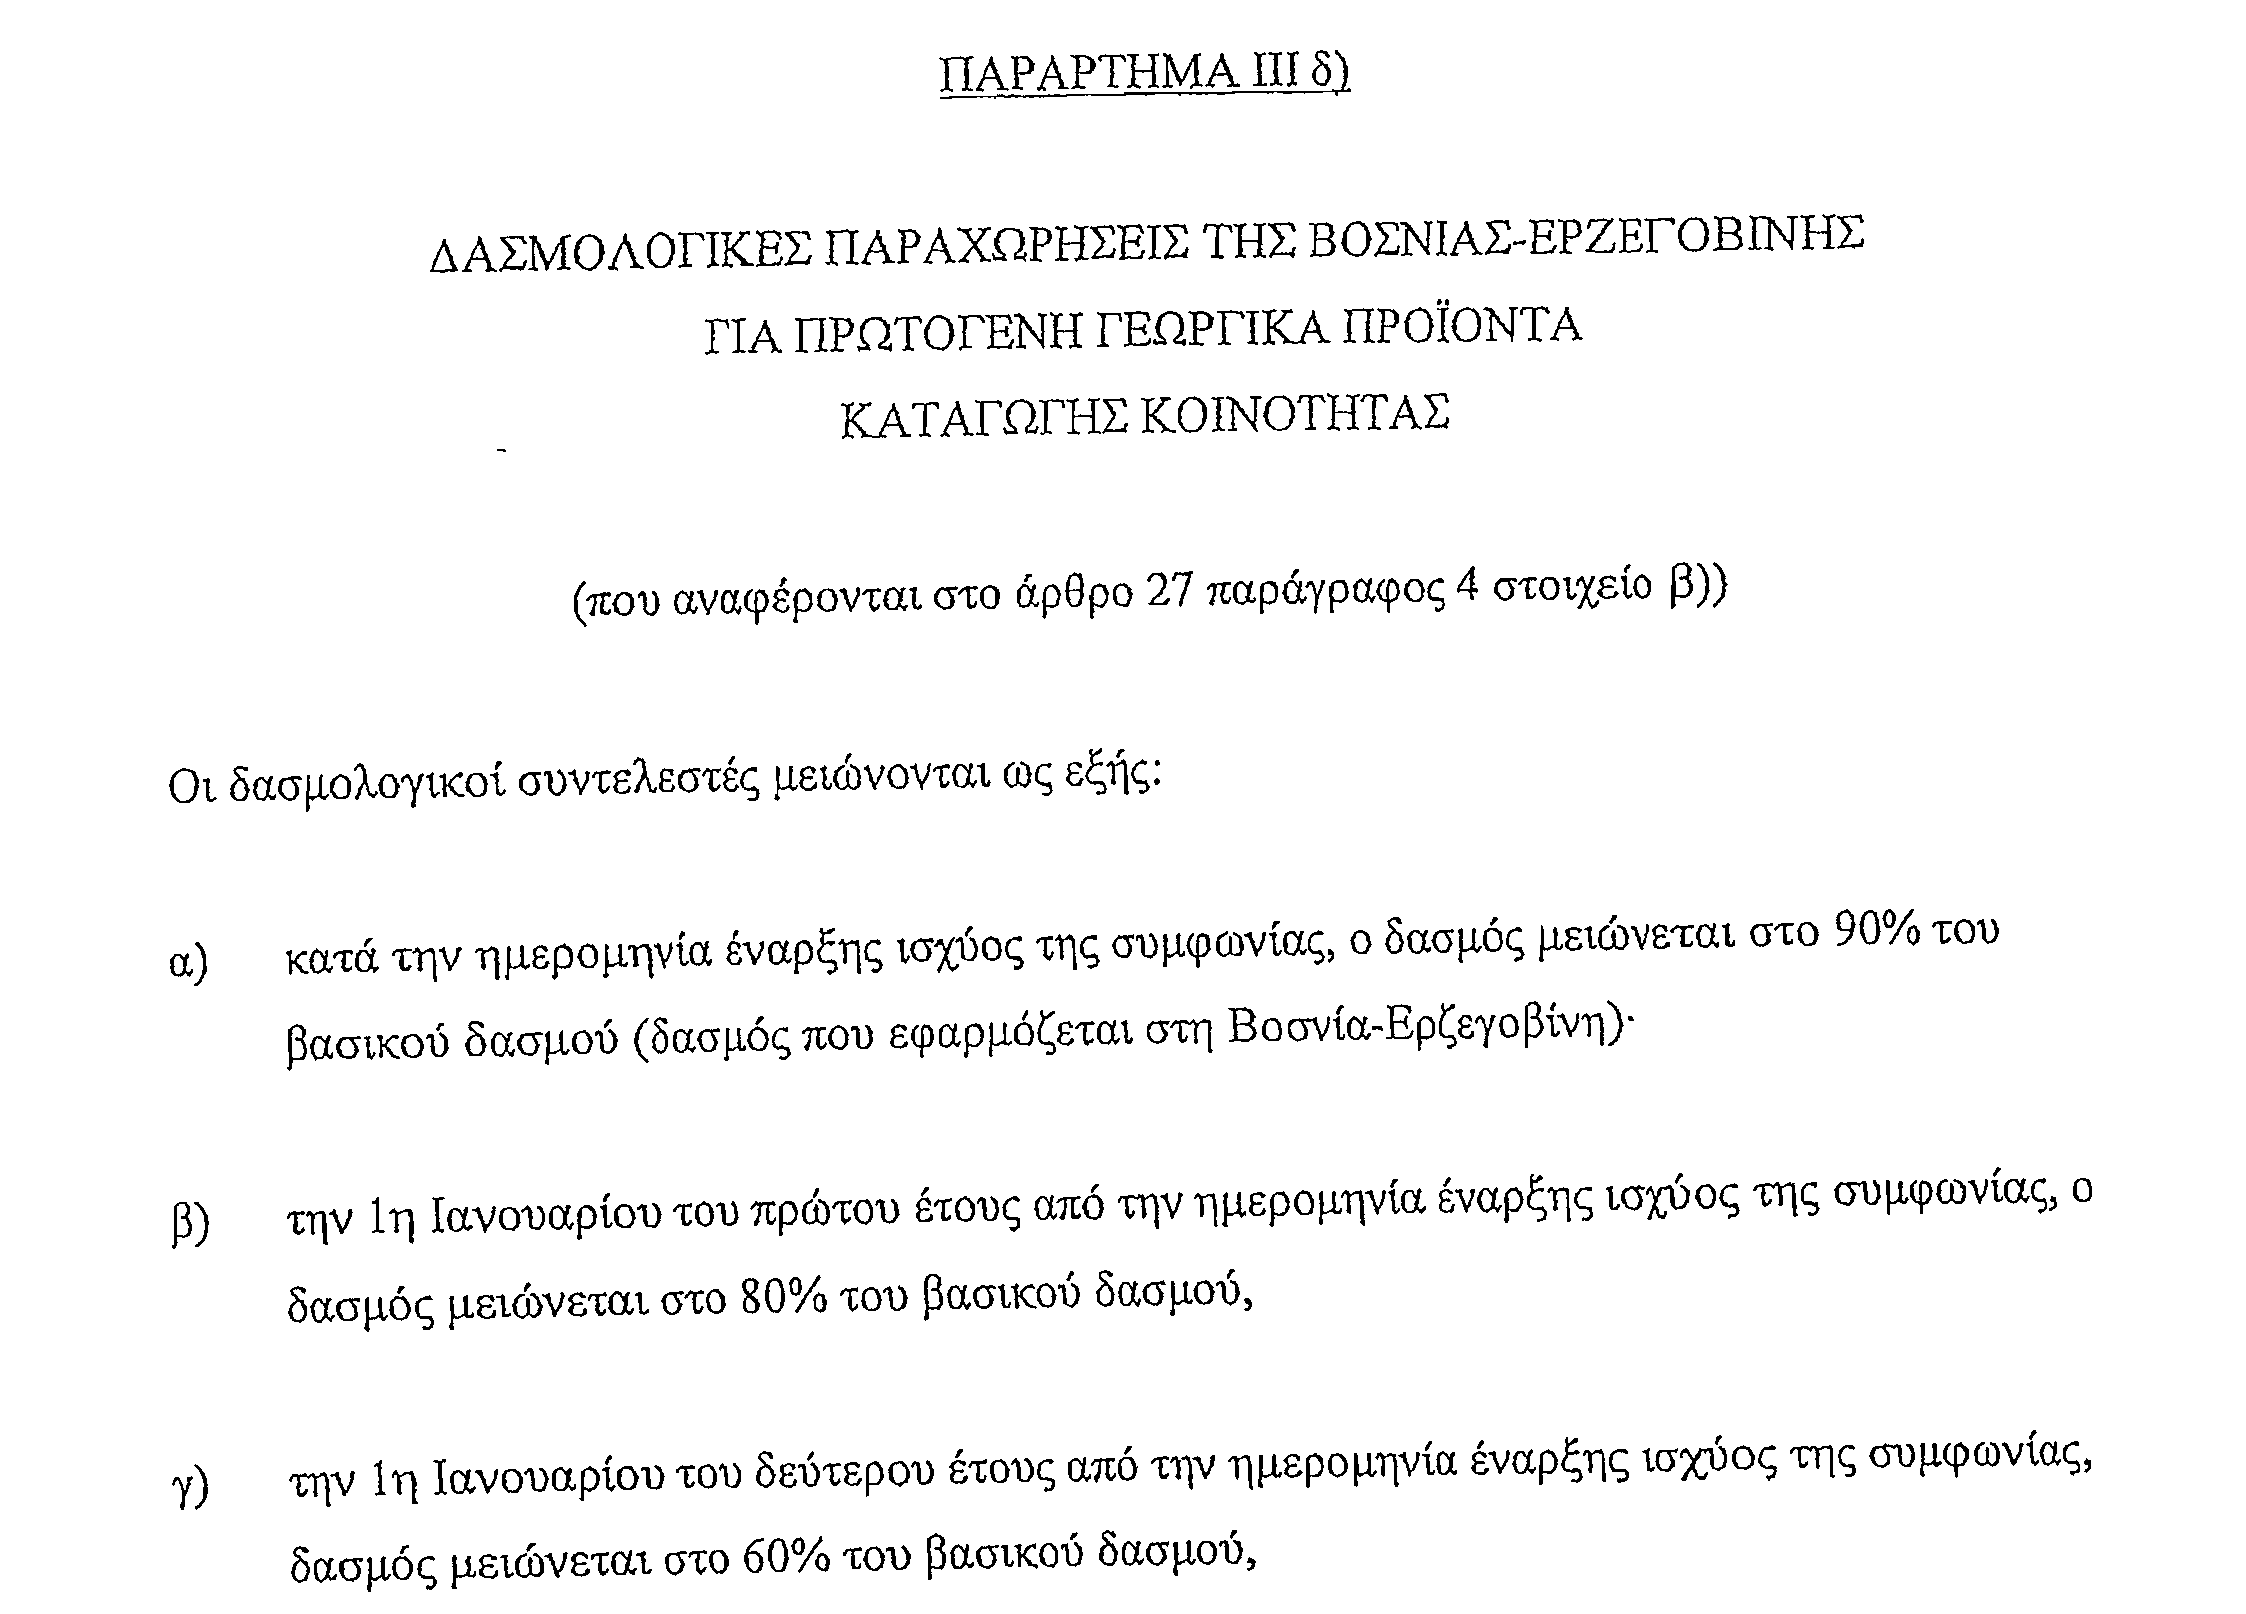 ΠΑΡΑΡΤΗΜΑ ΙΙΙ δ)
ΔΑΣΜΟΛΟΓΙΚΕΣ ΠΑΡΑΧΩΡΗΣΕΙΣ ΤΗΣ ΒΟΣΝΙΑΣ-ΕΡΖΕΓΟΒΙΝΗΣ
ΓΙΑ ΠΡΩΤΟΓΕΝΗ ΓΕΩΡΓΙΚΑ ΠΡΟΪΟΝΤΑ
ΚΑΤΑΓΩΓΗΣ ΚΟΙΝΟΤΗΤΑΣ
(που αναφέρονται στο άρθρο 27 παράγραφος 4 στοιχείο β))
Οι δασμολογικοί συντελεστές μειώνονται ως εξής:
α) κατά την ημερομηνία έναρξης ισχύος της συμφωνίας, ο δασμός μειώνεται στο 90% του
βασικού δασμού (δασμός που εφαρμόζεται στη Βοσνία-Ερζεγοβίνη)·
β) την 1η Ιανουαρίου του πρώτου έτους από την ημερομηνία έναρξης ισχύος της συμφωνίας, ο
δασμός μειώνεται στο 80% του βασικού δασμού,
γ) την 1η Ιανουαρίου του δεύτερου έτους από την ημερομηνία έναρξης ισχύος της συμφωνίας,
δασμός μειώνεται στο 60% του βασικού δασμού,